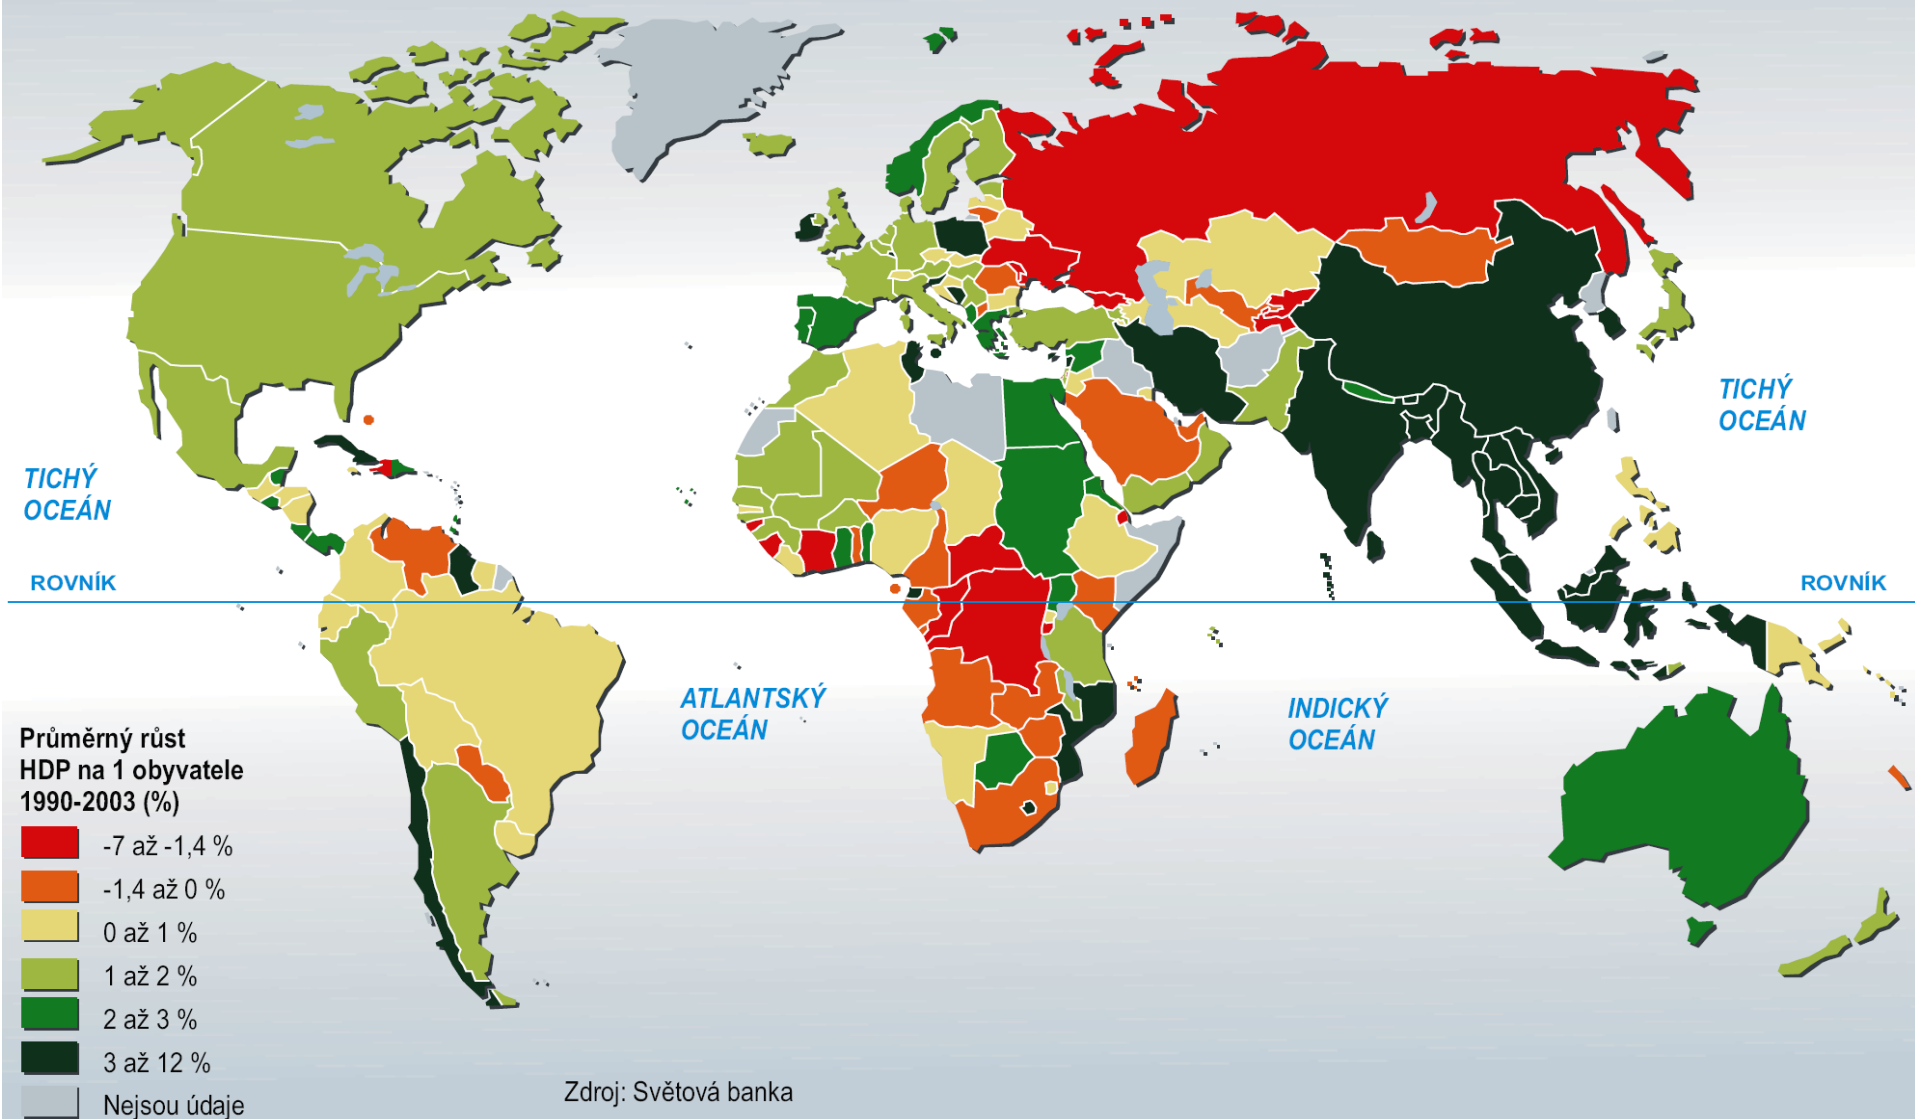 TICHÝ
OCEÁN
TICHÝ
OCEÁN
ROVNÍK
ROVNÍK
ATLANTSKÝ
OCEÁN
INDICKÝ
OCEÁN
Průměrný růst
HDP na 1 obyvatele
1990-2003 (%)
-7 až -1,4 %
-1,4 až 0 %
0 až 1 %
1 až 2 %
2 až 3 %
3 až 12 %
Nejsou údaje
Zdroj: Světová banka